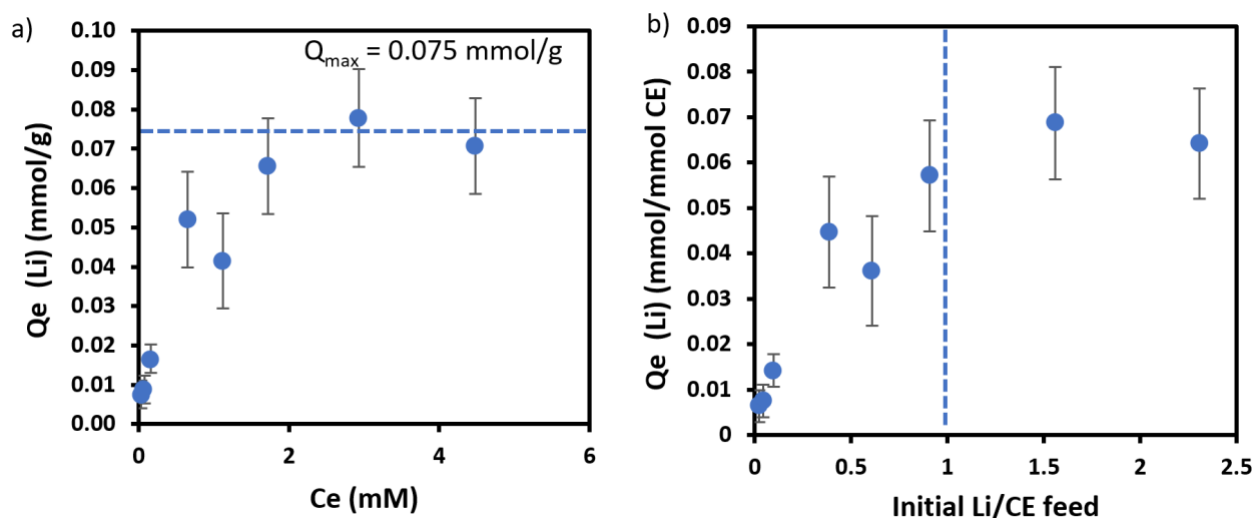 a)
Qmax = 0.075 mmol/g
Qe (Li) (mmol/g)
0.10
0.09
0.08
0.07
0.06
0.05
0.04
0.03
0.02
0.01
0.00
0 2 4 6
Ce (mM)
b)
Qe (Li) (mmol/mmol CE)
0.09
0.08
0.07
0.06
0.05
0.04
0.03
0.02
0.01
0
0 0.5 1 1.5 2 2.5
Initial Li/CE feed